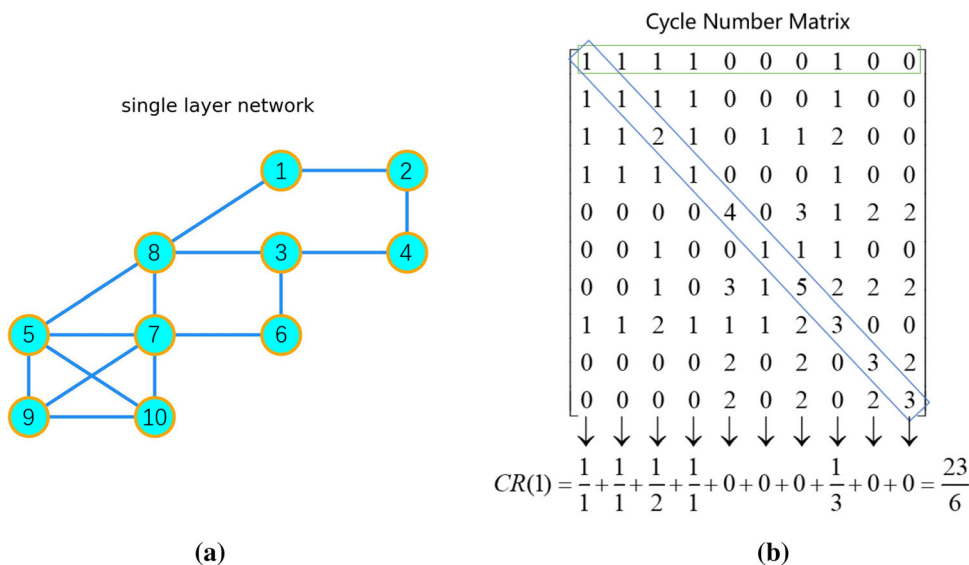 single layer network
1 2
8 3 4
5 7 6
9 10
(a)
Cycle Number Matrix
1 1 1 1 0 0 0 1 0 0
1 1 1 1 0 0 0 1 0 0
1 1 2 1 0 1 1 2 0 0
1 1 1 1 0 0 0 1 0 0
0 0 0 0 4 0 3 1 2 2
0 0 1 0 0 1 1 1 0 0
0 0 1 0 3 1 5 2 2 2
1 1 2 1 1 1 2 3 0 0
0 0 0 0 2 0 2 0 3 2
0 0 0 0 2 0 2 0 2 3
↓ ↓ ↓ ↓ ↓ ↓ ↓ ↓ ↓ ↓
CR(1) = 1/1 + 1/1 + 1/2 + 1/1 + 0 + 0 + 0 + 1/3 + 0 + 0 = 23/6
(b)